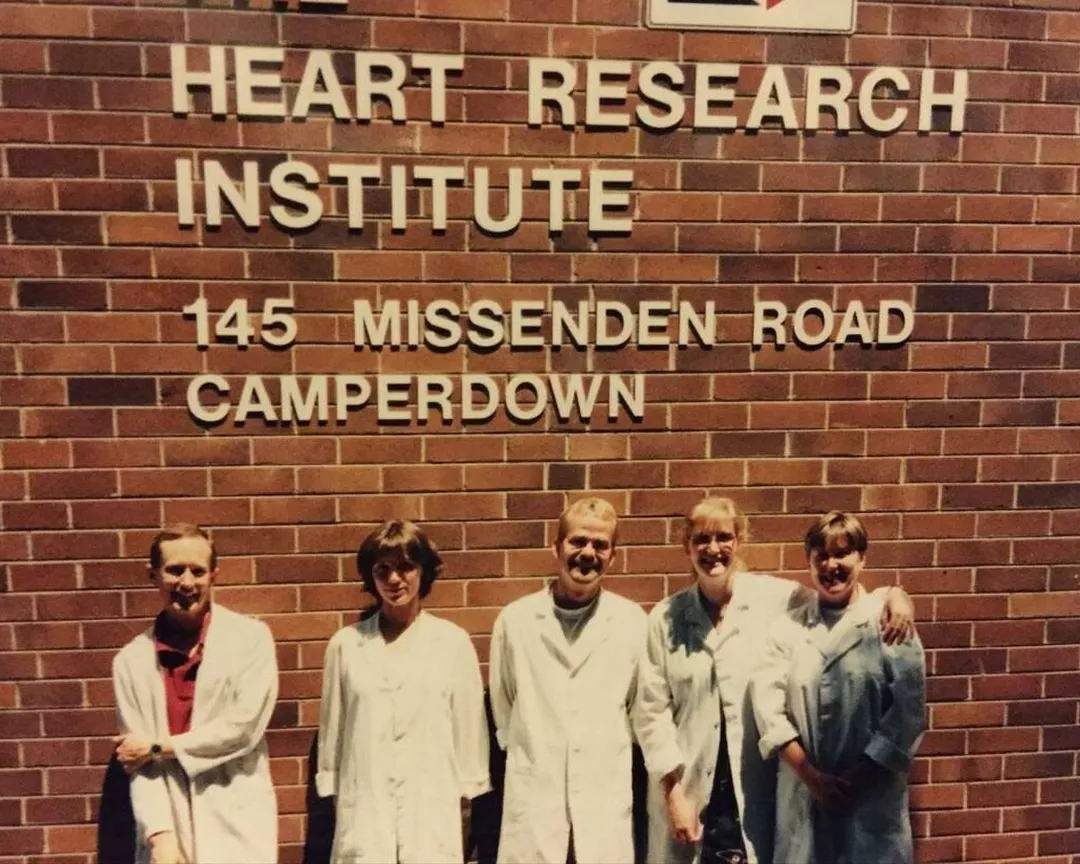 HEART RESEARCH
INSTITUTE
145 MISSENDEN ROAD
CAMPERDOWN